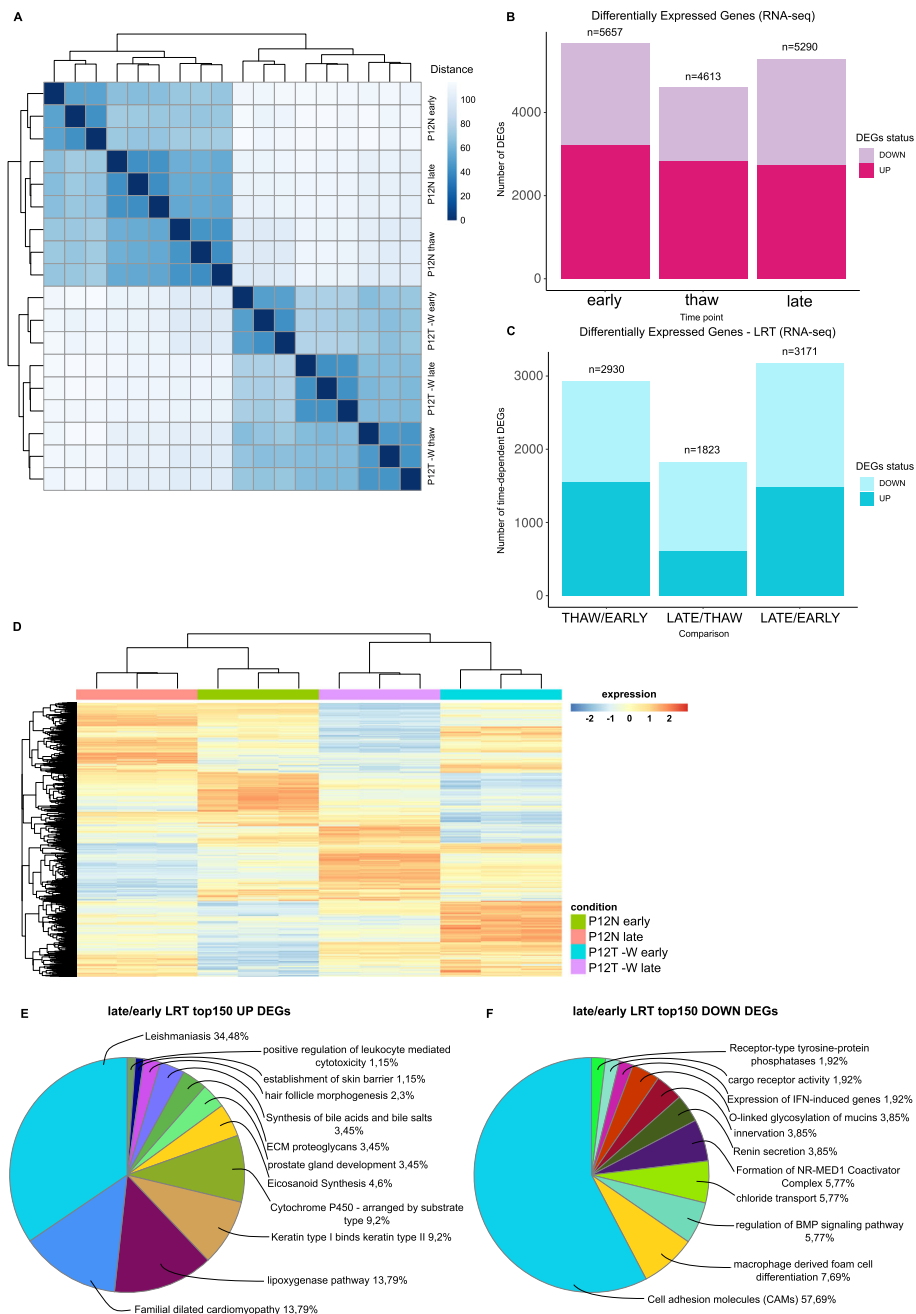 A
Distance
100
80
60
40
20
0
P12N early
P12N late
P12N thaw
P12T -W early
P12T -W late
P12T -W thaw
B
Differentially Expressed Genes (RNA-seq)
n=5657
n=4613
n=5290
Number of DEGs
4000
2000
0
early
thaw
late
Time point
DEGs status
DOWN
UP
C
Differentially Expressed Genes - LRT (RNA-seq)
n=2930
n=1823
n=3171
Number of time-dependent DEGs
3000
2000
1000
0
THAW/EARLY
LATE/THAW
LATE/EARLY
Comparison
DEGs status
DOWN
UP
D
expression
-2 -1 0 1 2
condition
P12N early
P12N late
P12T -W early
P12T -W late
E
late/early LRT top150 UP DEGs
Leishmaniasis 34,48%
positive regulation of leukocyte mediated
cytotoxicity 1,15%
establishment of skin barrier 1,15%
hair follicle morphogenesis 2,3%
Synthesis of bile acids and bile salts
3,45%
ECM proteoglycans 3,45%
prostate gland development 3,45%
Eicosanoid Synthesis 4,6%
Cytochrome P450 - arranged by substrate
type 9,2%
Keratin type I binds keratin type II 9,2%
lipoxygenase pathway 13,79%
Familial dilated cardiomyopathy 13,79%
F
late/early LRT top150 DOWN DEGs
Receptor-type tyrosine-protein
phosphatases 1,92%
cargo receptor activity 1,92%
Expression of IFN-induced genes 1,92%
O-linked glycosylation of mucins 3,85%
innervation 3,85%
Renin secretion 3,85%
Formation of NR-MED1 Coactivator
Complex 5,77%
chloride transport 5,77%
regulation of BMP signaling pathway
5,77%
macrophage derived foam cell
differentiation 7,69%
Cell adhesion molecules (CAMs) 57,69%